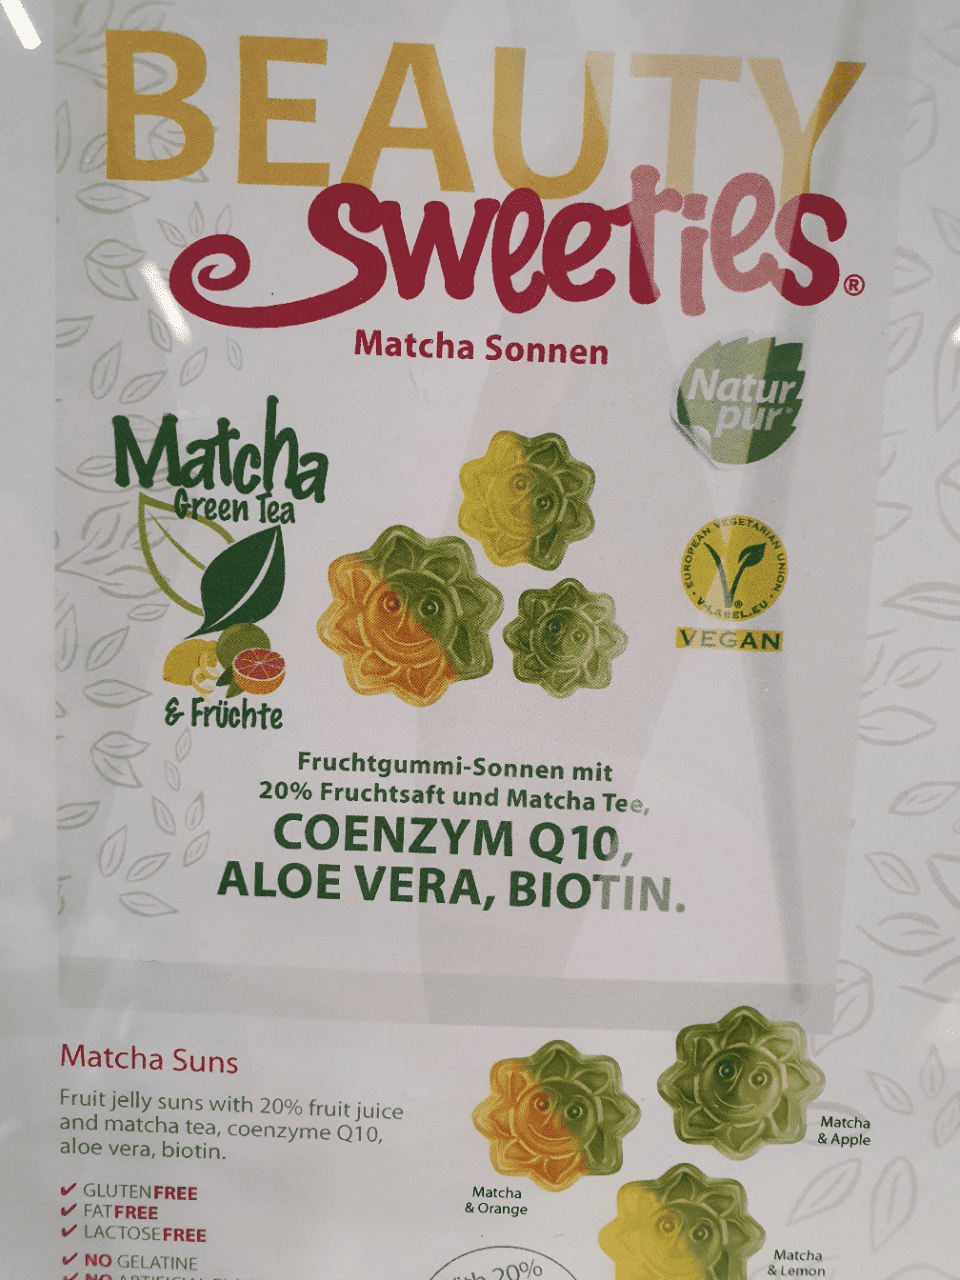 BEAUTY
Sweeties®
Matcha Sonnen
Natur
pur
Matcha
Green Tea
& Früchte
EUROPEAN VEGETARIAN UNION
V-LABEL.EU
VEGAN
Fruchtgummi-Sonnen mit
20% Fruchtsaft und Matcha Tee,
COENZYM Q10,
ALOE VERA, BIOTIN.
Matcha Suns
Fruit jelly suns with 20% fruit juice
and matcha tea, coenzyme Q10,
aloe vera, biotin.
✔ GLUTENFREE
✔ FATFREE
✔ LACTOSEFREE
✔ NO GELATINE
✔ NO
Matcha
& Apple
Matcha
& Orange
Matcha
& Lemon
20%